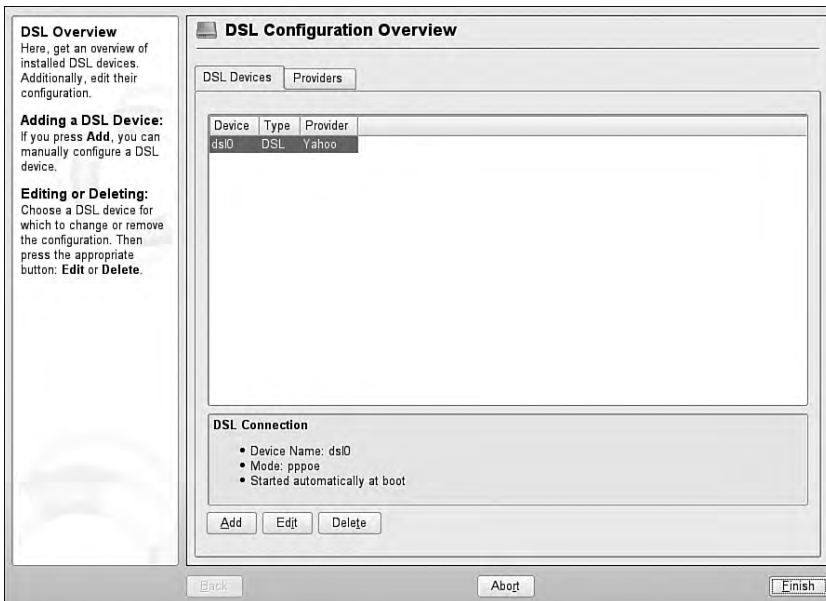 DSL Overview
Here, get an overview of
installed DSL devices.
Additionally, edit their
configuration.
Adding a DSL Device:
If you press Add, you can
manually configure a DSL
device.
Editing or Deleting:
Choose a DSL device for
which to change or remove
the configuration. Then
press the appropriate
button: Edit or Delete.
DSL Configuration Overview
DSL Devices Providers
Device Type Provider
dsl0 DSL Yahoo
DSL Connection
• Device Name: dsl0
• Mode: pppoe
• Started automatically at boot
Add Edit Delete
Back Abort Finish